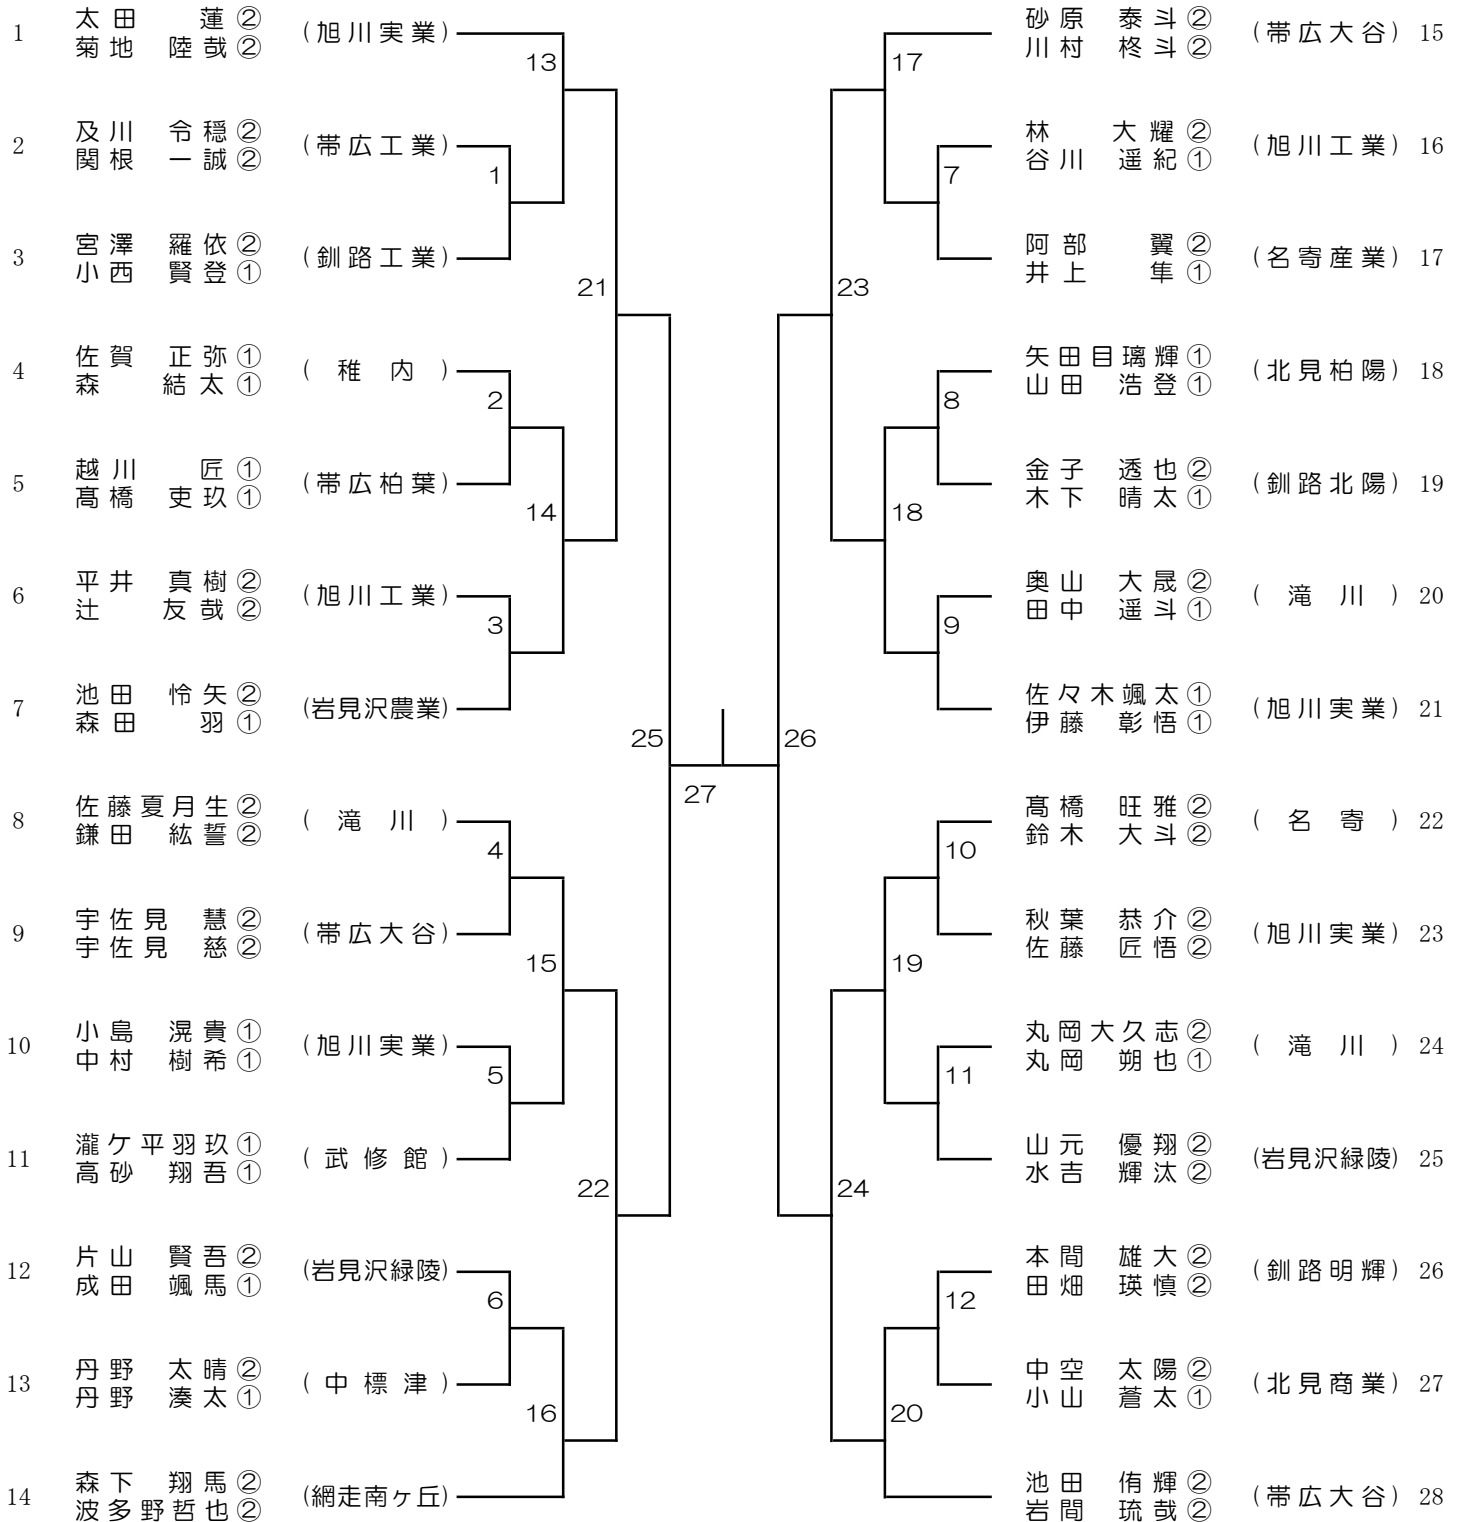 1 太田 蓮② (旭川実業)
菊地 陸哉②
13
2 及川 令穏② (帯広工業)
関根 一誠②
1
3 宮澤 羅依② (釧路工業)
小西 賢登①
21
4 佐賀 正弥① (稚内)
森 結太①
2
5 越川 匠① (帯広柏葉)
髙橋 吏玖①
14
6 平井 真樹② (旭川工業)
辻 友哉②
3
7 池田 怜矢② (岩見沢農業)
森田 羽①
25
8 佐藤夏月生② (滝川)
鎌田 紘誓②
4
9 宇佐見 慧② (帯広大谷)
宇佐見 慈②
15
10 小島 滉貴① (旭川実業)
中村 樹希①
5
11 瀧ケ平羽玖① (武修館)
高砂 翔吾①
22
12 片山 賢吾② (岩見沢緑陵)
成田 颯馬①
6
13 丹野 太晴② (中標津)
丹野 湊太①
16
14 森下 翔馬② (網走南ヶ丘)
波多野哲也②
27
砂原 泰斗② (帯広大谷) 15
川村 柊斗②
17
林 大耀② (旭川工業) 16
谷川 遥紀①
7
阿部 翼② (名寄産業) 17
井上 隼①
23
矢田目璃輝① (北見柏陽) 18
山田 浩登①
8
金子 透也② (釧路北陽) 19
木下 晴太①
18
奥山 大晟② (滝川) 20
田中 遥斗①
9
佐々木颯太① (旭川実業) 21
伊藤 彰悟①
26
髙橋 旺雅② (名寄) 22
鈴木 大斗②
10
秋葉 恭介② (旭川実業) 23
佐藤 匠悟②
19
丸岡大久志② (滝川) 24
丸岡 朔也①
11
山元 優翔② (岩見沢緑陵) 25
水吉 輝汰②
24
本間 雄大② (釧路明輝) 26
田畑 瑛慎②
12
中空 太陽② (北見商業) 27
小山 蒼太①
20
池田 侑輝② (帯広大谷) 28
岩間 琉哉②